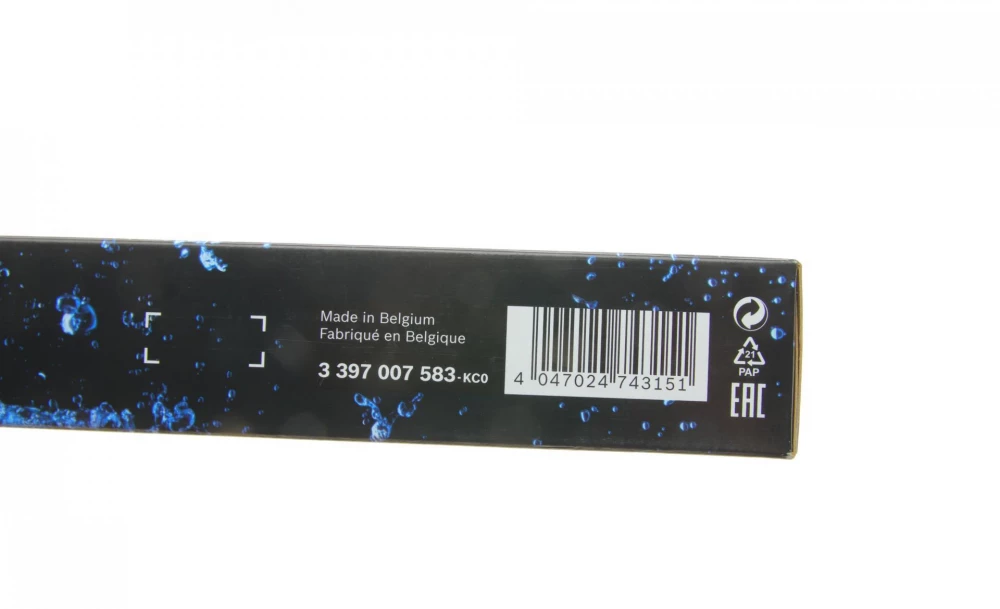 Made in Belgium
Fabriqué en Belgique
3 397 007 583-KC0
4 047024 743151
21
PAP
EAC